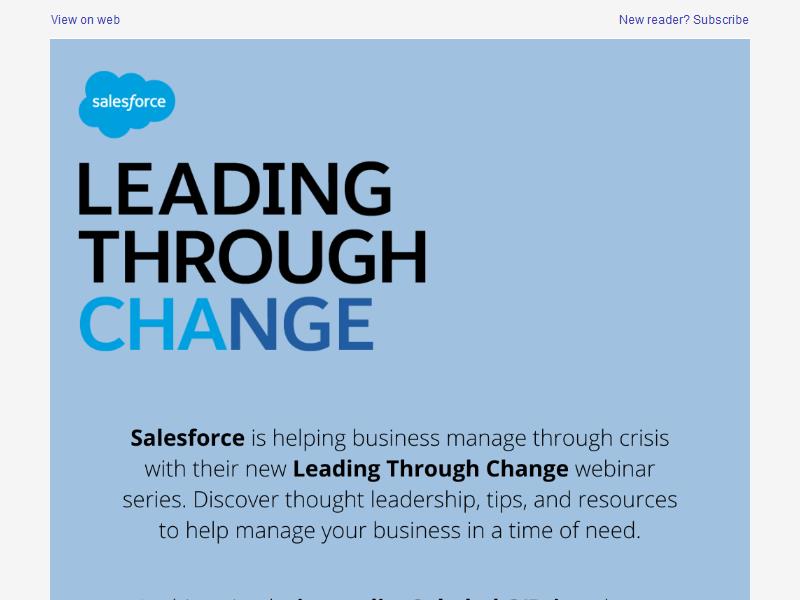 View on web
New reader? Subscribe
salesforce
LEADING
THROUGH
CHANGE
Salesforce is helping business manage through crisis
with their new Leading Through Change webinar
series. Discover thought leadership, tips, and resources
to help manage your business in a time of need.